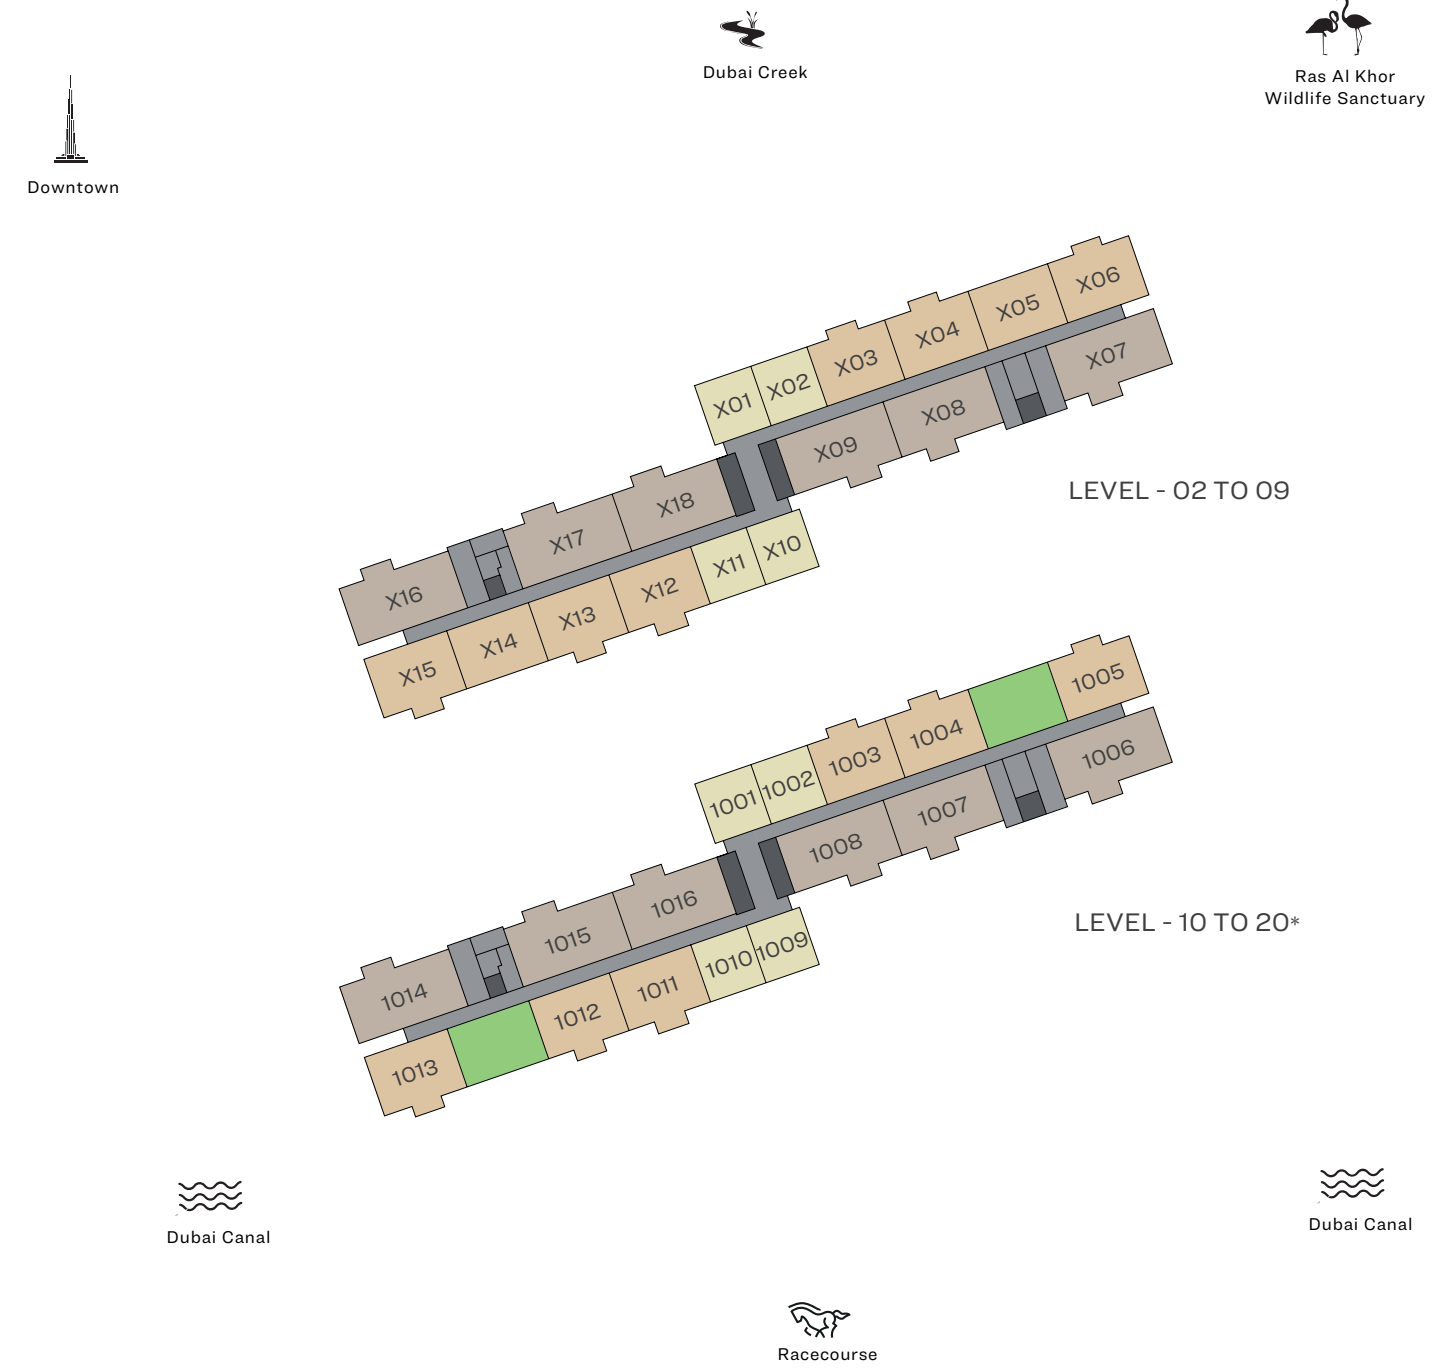 Dubai Creek
Ras Al Khor
Wildlife Sanctuary
Downtown
X06
X05
X04
X03
X02
X01
X07
X08
X09
X18
X17
X16
X10
X11
X12
X13
X14
X15
LEVEL - 02 TO 09
1005
1004
1003
1002
1001
1006
1007
1008
1016
1015
1014
1009
1010
1011
1012
1013
LEVEL - 10 TO 20*
Dubai Canal
Dubai Canal
Racecourse